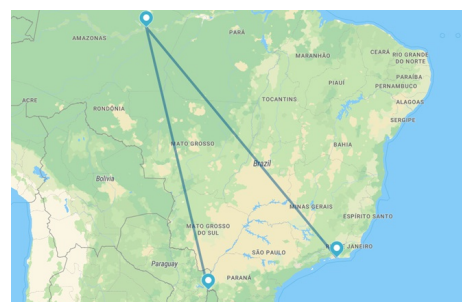 AMAZONAS
PARÁ
MARANHÃO
CEARÁ
RIO GRANDE
DO NORTE
PARAÍBA
PERNAMBUCO
PIAUÍ
ALAGOAS
SERGIPE
ACRE
RONDÔNIA
TOCANTINS
MATO GROSSO
BAHIA
Brazil
Bolivia
MINAS GERAIS
ESPÍRITO SANTO
MATO GROSSO
DO SUL
JANEIRO
SÃO PAULO
Paraguay
PARANÁ